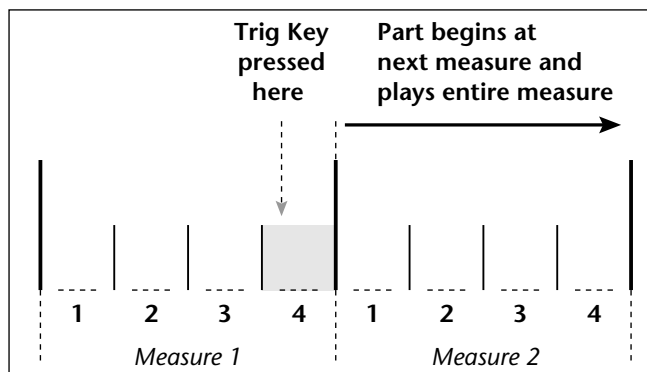 Trig Key
pressed
here
Part begins at
next measure and
plays entire measure
1 2 3 4 1 2 3 4
Measure 1 Measure 2